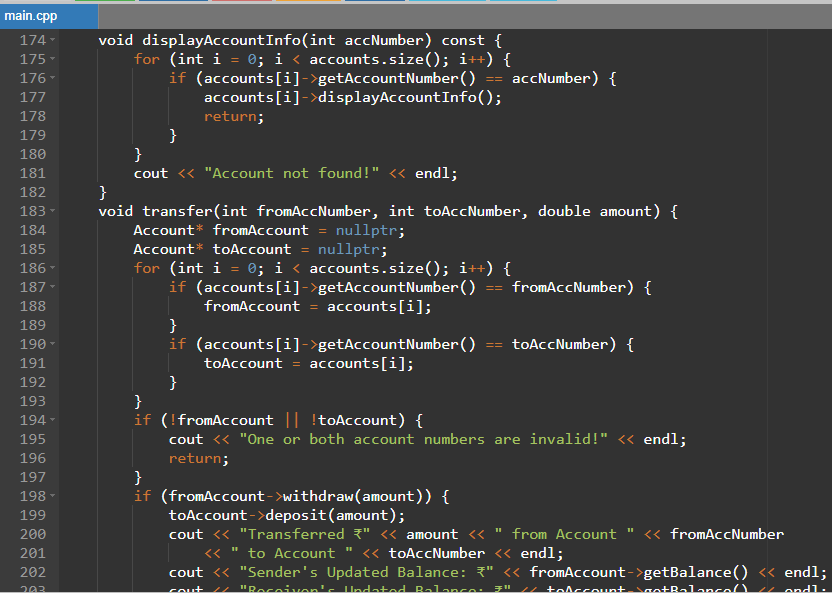 main.cpp
174 void displayAccountInfo(int accNumber) const {
175 for (int i = 0; i < accounts.size(); i++) {
176 if (accounts[i]->getAccountNumber() == accNumber) {
177 accounts[i]->displayAccountInfo();
178 return;
179 }
180 }
181 cout << "Account not found!" << endl;
182 }
183 void transfer(int fromAccNumber, int toAccNumber, double amount) {
184 Account* fromAccount = nullptr;
185 Account* toAccount = nullptr;
186 for (int i = 0; i < accounts.size(); i++) {
187 if (accounts[i]->getAccountNumber() == fromAccNumber) {
188 fromAccount = accounts[i];
189 }
190 if (accounts[i]->getAccountNumber() == toAccNumber) {
191 toAccount = accounts[i];
192 }
193 }
194 if (!fromAccount || !toAccount) {
195 cout << "One or both account numbers are invalid!" << endl;
196 return;
197 }
198 if (fromAccount->withdraw(amount)) {
199 toAccount->deposit(amount);
200 cout << "Transferred ₹" << amount << " from Account " << fromAccNumber
201 << " to Account " << toAccNumber << endl;
202 cout << "Sender's Updated Balance: ₹" << fromAccount->getBalance() << endl;
203 cout << "Receiver's Updated Balance: ₹" << toAccount->getBalance() << endl;